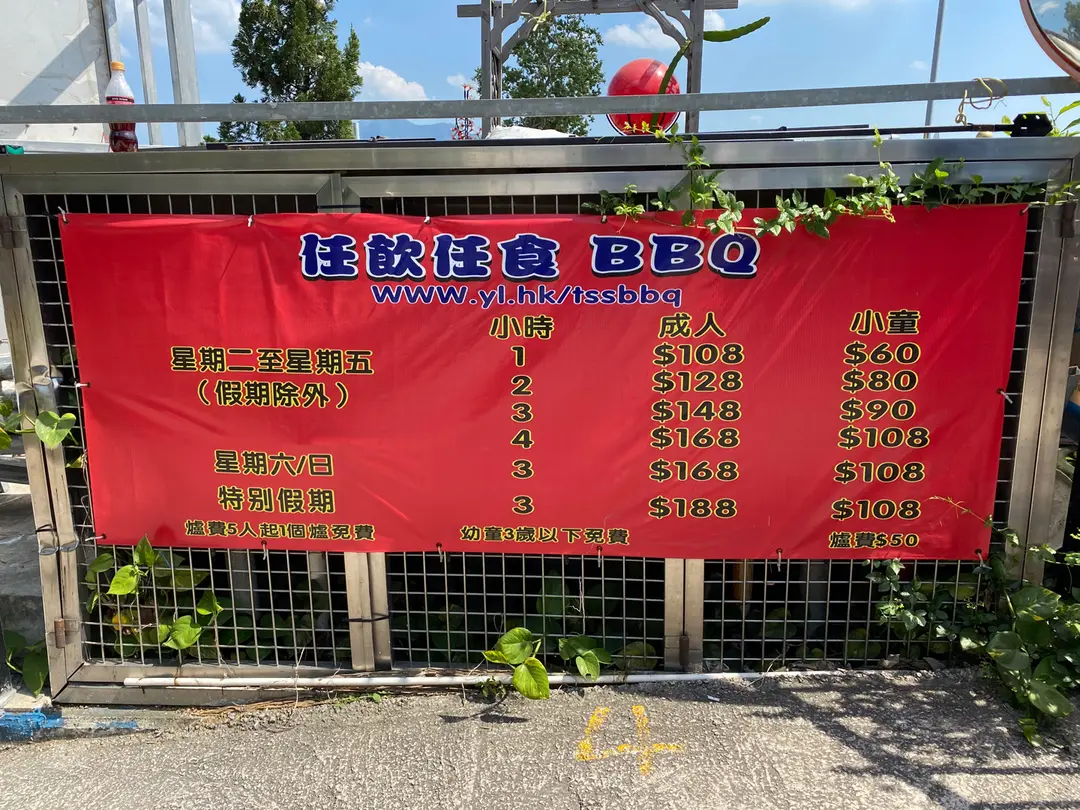 任飲任食 BBQ
www.yl.hk/tssbbq
小時 成人 小童
星期二至星期五 1 $108 $60
(假期除外) 2 $128 $80
3 $148 $90
4 $168 $108
星期六/日 3 $168 $108
特別假期 3 $188 $108
爐費5人起1個爐免費 幼童3歲以下免費 爐費$50
4